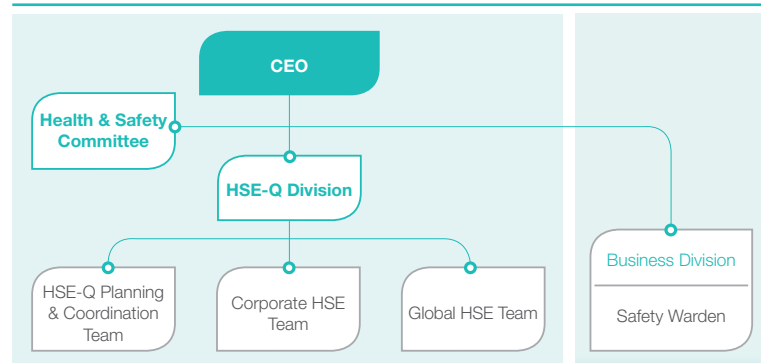 CEO
Health & Safety
Committee
HSE-Q Division
HSE-Q Planning
& Coordination
Team
Corporate HSE
Team
Global HSE Team
Business Division
Safety Warden